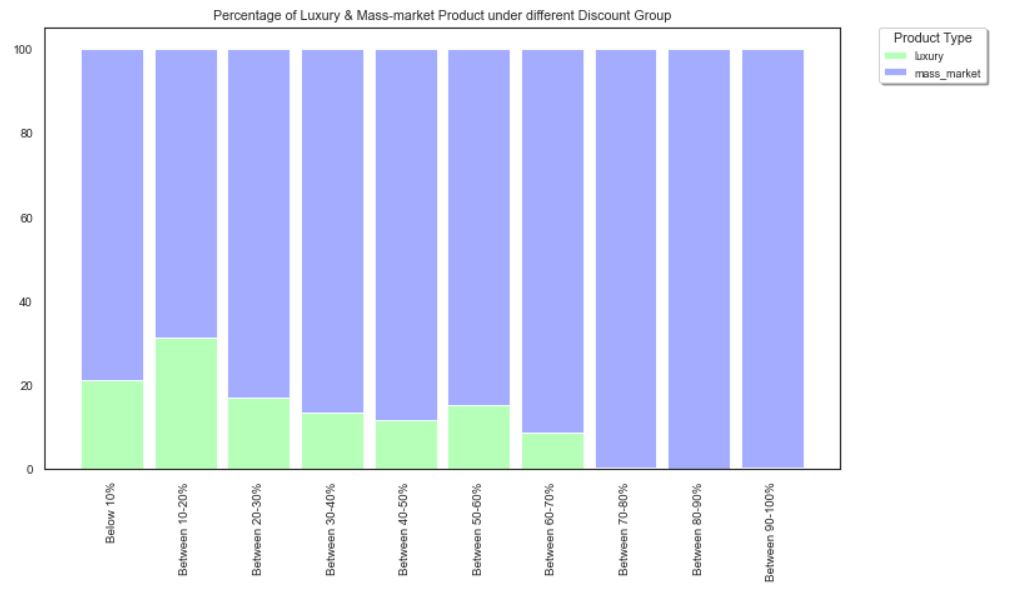 Percentage of Luxury & Mass-market Product under different Discount Group
Product Type
luxury
mass_market
100
80
60
40
20
0
Below 10%
Between 10-20%
Between 20-30%
Between 30-40%
Between 40-50%
Between 50-60%
Between 60-70%
Between 70-80%
Between 80-90%
Between 90-100%